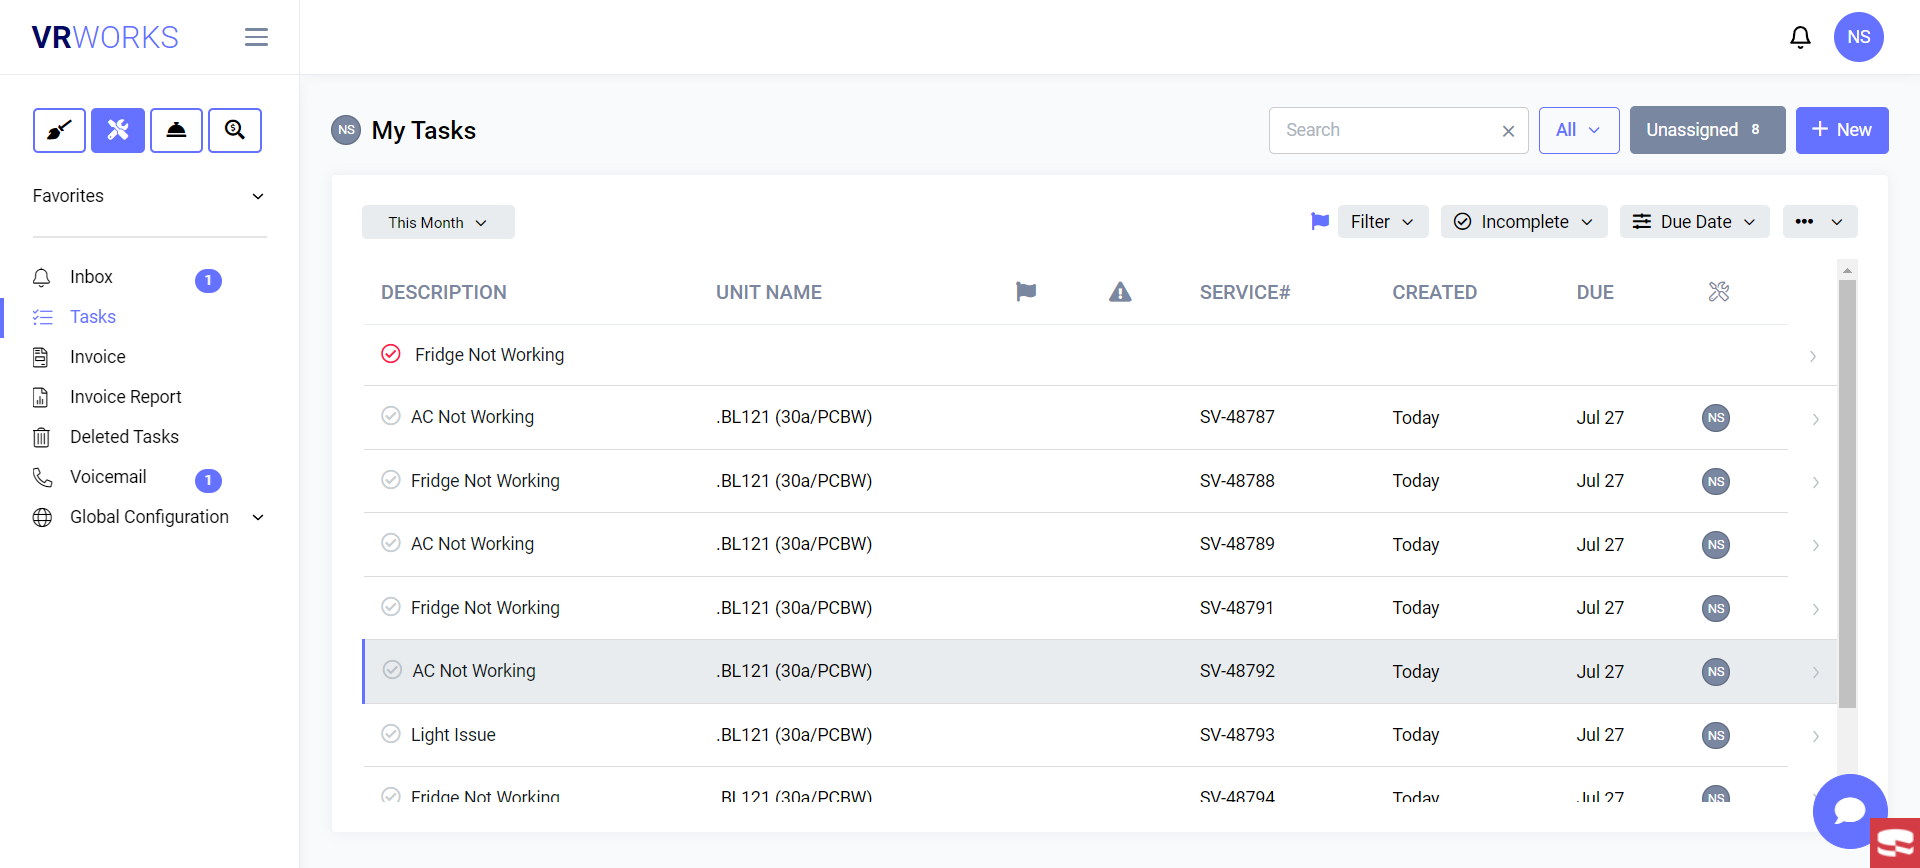 VRWORKS
NS
Favorites
Inbox 1
Tasks
Invoice
Invoice Report
Deleted Tasks
Voicemail 1
Global Configuration
NS My Tasks
Search
All
Unassigned 8
+ New
This Month
Filter
Incomplete
Due Date
DESCRIPTION UNIT NAME SERVICE# CREATED DUE
Fridge Not Working
AC Not Working .BL121 (30a/PCBW) SV-48787 Today Jul 27 NS
Fridge Not Working .BL121 (30a/PCBW) SV-48788 Today Jul 27 NS
AC Not Working .BL121 (30a/PCBW) SV-48789 Today Jul 27 NS
Fridge Not Working .BL121 (30a/PCBW) SV-48791 Today Jul 27 NS
AC Not Working .BL121 (30a/PCBW) SV-48792 Today Jul 27 NS
Light Issue .BL121 (30a/PCBW) SV-48793 Today Jul 27 NS
Fridge Not Working .BL121 (30a/PCBW) SV-48794 Today Jul 27 NS